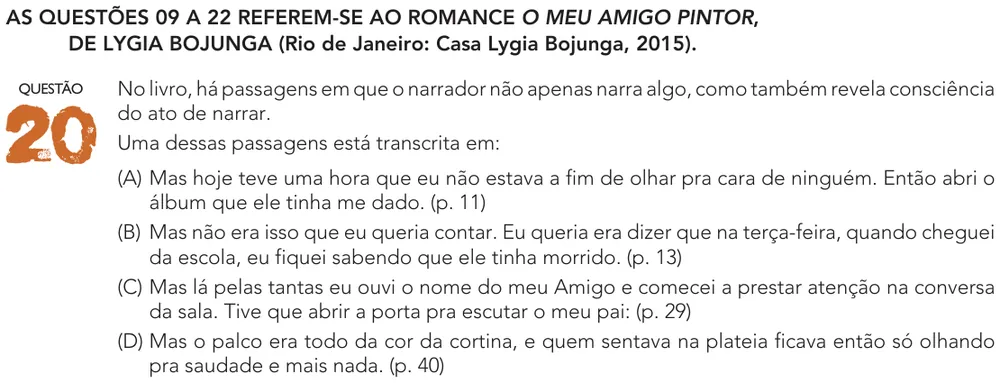 AS QUESTÕES 09 A 22 REFEREM-SE AO ROMANCE O MEU AMIGO PINTOR,
DE LYGIA BOJUNGA (Rio de Janeiro: Casa Lygia Bojunga, 2015).
QUESTÃO
20
No livro, há passagens em que o narrador não apenas narra algo, como também revela consciência
do ato de narrar.
Uma dessas passagens está transcrita em:
(A) Mas hoje teve uma hora que eu não estava a fim de olhar pra cara de ninguém. Então abri o
álbum que ele tinha me dado. (p. 11)
(B) Mas não era isso que eu queria contar. Eu queria era dizer que na terça-feira, quando cheguei
da escola, eu fiquei sabendo que ele tinha morrido. (p. 13)
(C) Mas lá pelas tantas eu ouvi o nome do meu Amigo e comecei a prestar atenção na conversa
da sala. Tive que abrir a porta pra escutar o meu pai: (p. 29)
(D) Mas o palco era todo da cor da cortina, e quem sentava na plateia ficava então só olhando
pra saudade e mais nada. (p. 40)